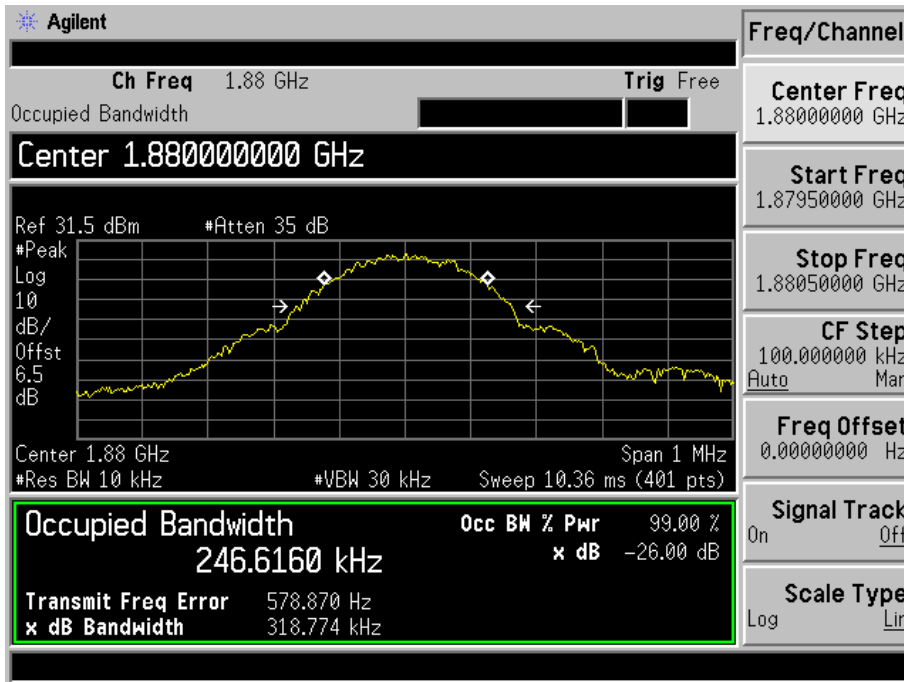 Agilent
Freq/Channel
Ch Freq 1.88 GHz Trig Free
Occupied Bandwidth
Center 1.880000000 GHz
Ref 31.5 dBm #Atten 35 dB
#Peak
Log
10
dB/
Offst
6.5
dB
Center 1.88 GHz Span 1 MHz
#Res BW 10 kHz #VBW 30 kHz Sweep 10.36 ms (401 pts)
Occupied Bandwidth
246.6160 kHz
Occ BW % Pwr 99.00 %
x dB -26.00 dB
Transmit Freq Error 578.870 Hz
x dB Bandwidth 318.774 kHz
Center Freq
1.88000000 GHz
Start Freq
1.87950000 GHz
Stop Freq
1.88050000 GHz
CF Step
100.000000 kHz
Auto Man
Freq Offset
0.00000000 Hz
Signal Track
On Off
Scale Type
Log Lin